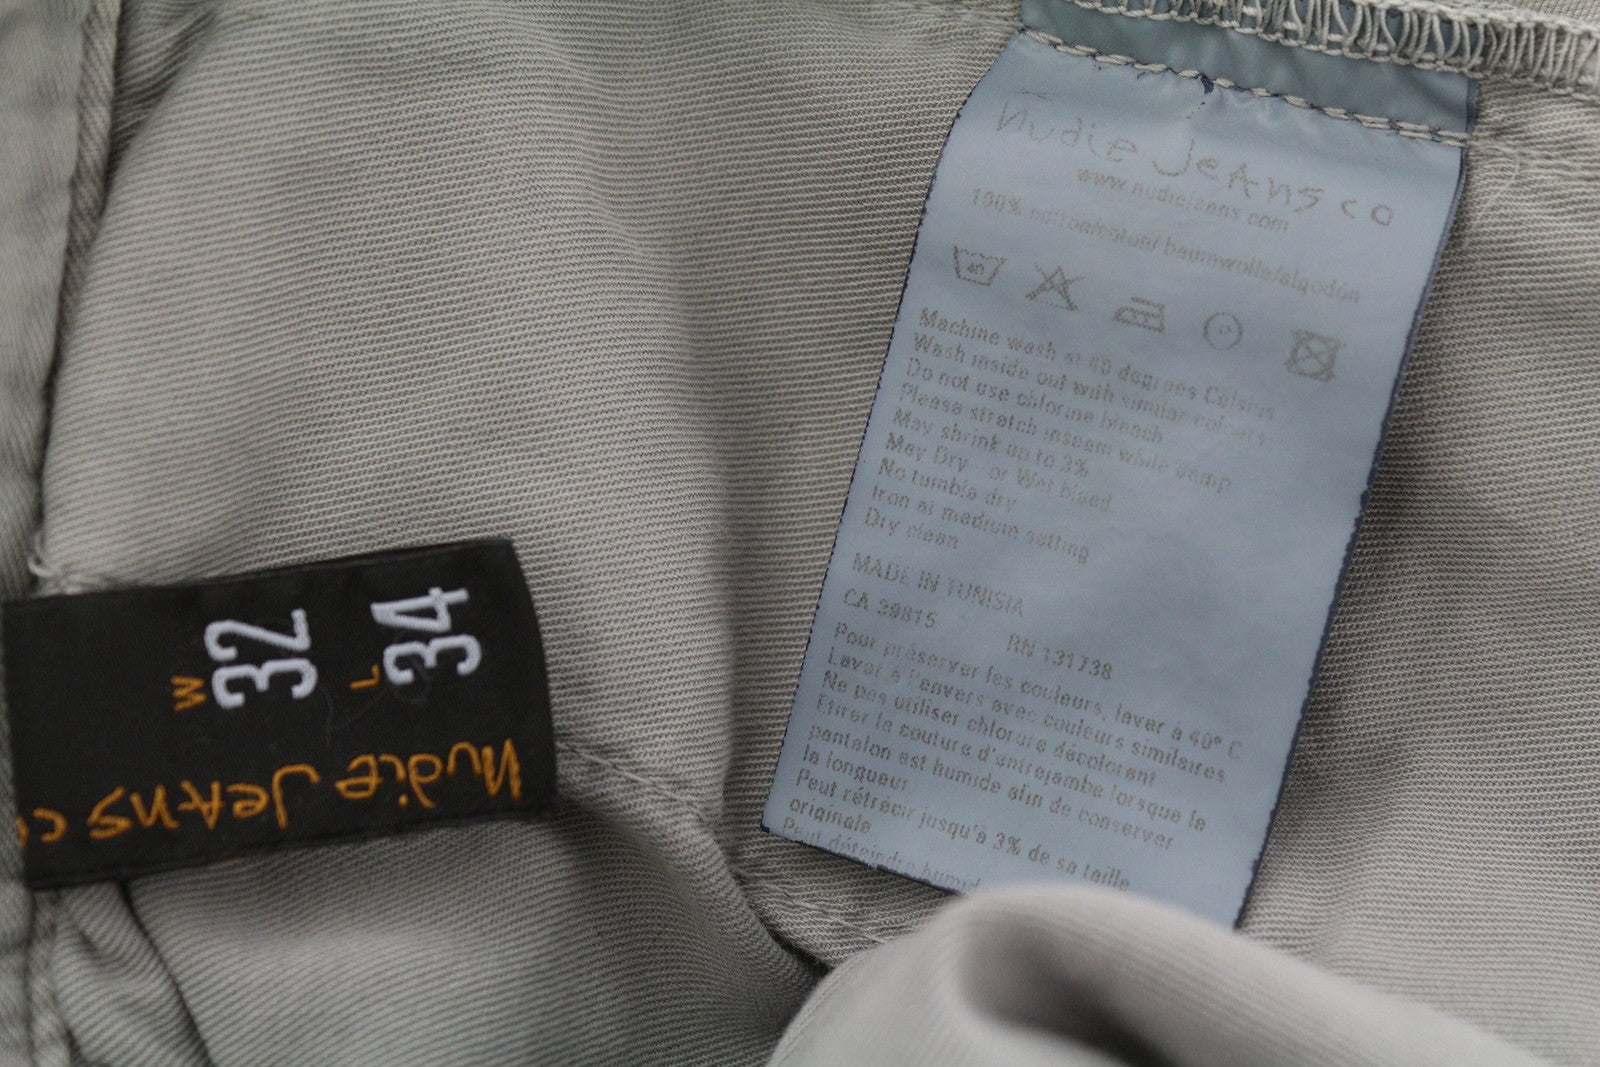 W
32
L
34
Nudie Jeans co
Nudie Jeans co
www.nudiejeans.com
100% cotton/coton/baumwolle/algodón
40
Machine wash at 40 degrees Celsius
Wash inside out with similar colours
Do not use chlorine bleach
Please stretch inseam while damp
May shrink up to 3%
May Dry - or Wet bleed
No tumble dry
Iron at medium setting
Dry clean
MADE IN TUNISIA
CA 39815 RN 131738
Pour préserver les couleurs, laver à 40° C
Laver à l'envers avec couleurs similaires
Ne pas utiliser chlorure décolorant
Etirer la couture d'entrejambe lorsque le
pantalon est humide afin de conserver
la longueur
Peut rétrécir jusqu'à 3% de sa taille
originale
Peut déteindre